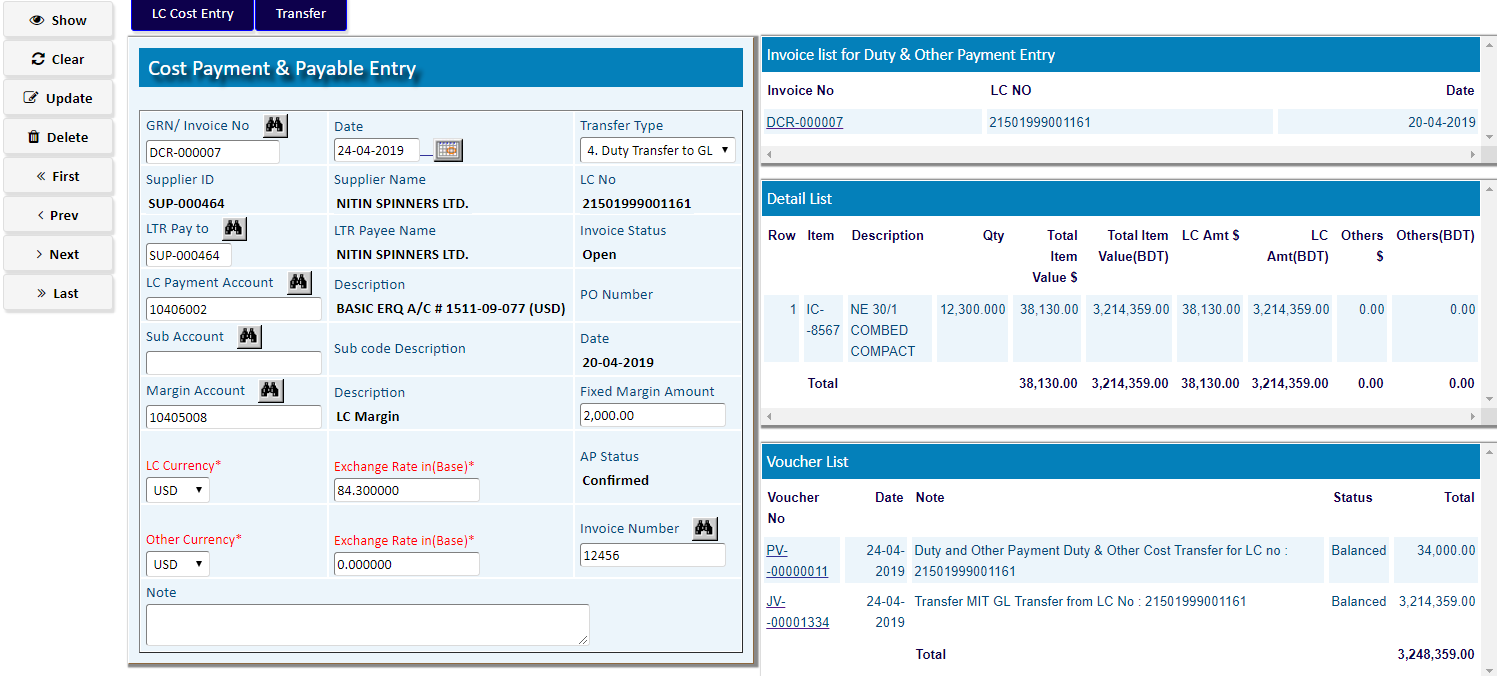 Show
Clear
Update
Delete
First
Prev
Next
Last
LC Cost Entry
Transfer
Cost Payment & Payable Entry
GRN/ Invoice No
Date
Transfer Type
DCR-000007
24-04-2019
4. Duty Transfer to GL
Supplier ID
Supplier Name
LC No
SUP-000464
NITIN SPINNERS LTD.
21501999001161
LTR Pay to
LTR Payee Name
Invoice Status
SUP-000464
NITIN SPINNERS LTD.
Open
LC Payment Account
Description
PO Number
10406002
BASIC ERQ A/C # 1511-09-077 (USD)
Sub Account
Sub code Description
Date
20-04-2019
Margin Account
Description
Fixed Margin Amount
10405008
LC Margin
2,000.00
LC Currency*
Exchange Rate in(Base)*
AP Status
USD
84.300000
Confirmed
Other Currency*
Exchange Rate in(Base)*
Invoice Number
USD
0.000000
12456
Note
Invoice list for Duty & Other Payment Entry
Invoice No LC NO Date
DCR-000007 21501999001161 20-04-2019
Detail List
Row Item Description Qty Total Item Value $ Total Item Value(BDT) LC Amt $ LC Amt(BDT) Others $ Others(BDT)
1 IC--8567 NE 30/1 COMBED COMPACT 12,300.000 38,130.00 3,214,359.00 38,130.00 3,214,359.00 0.00 0.00
Total 38,130.00 3,214,359.00 38,130.00 3,214,359.00 0.00 0.00
Voucher List
Voucher No Date Note Status Total
PV--00000011 24-04-2019 Duty and Other Payment Duty & Other Cost Transfer for LC no : 21501999001161 Balanced 34,000.00
JV--00001334 24-04-2019 Transfer MIT GL Transfer from LC No : 21501999001161 Balanced 3,214,359.00
Total 3,248,359.00